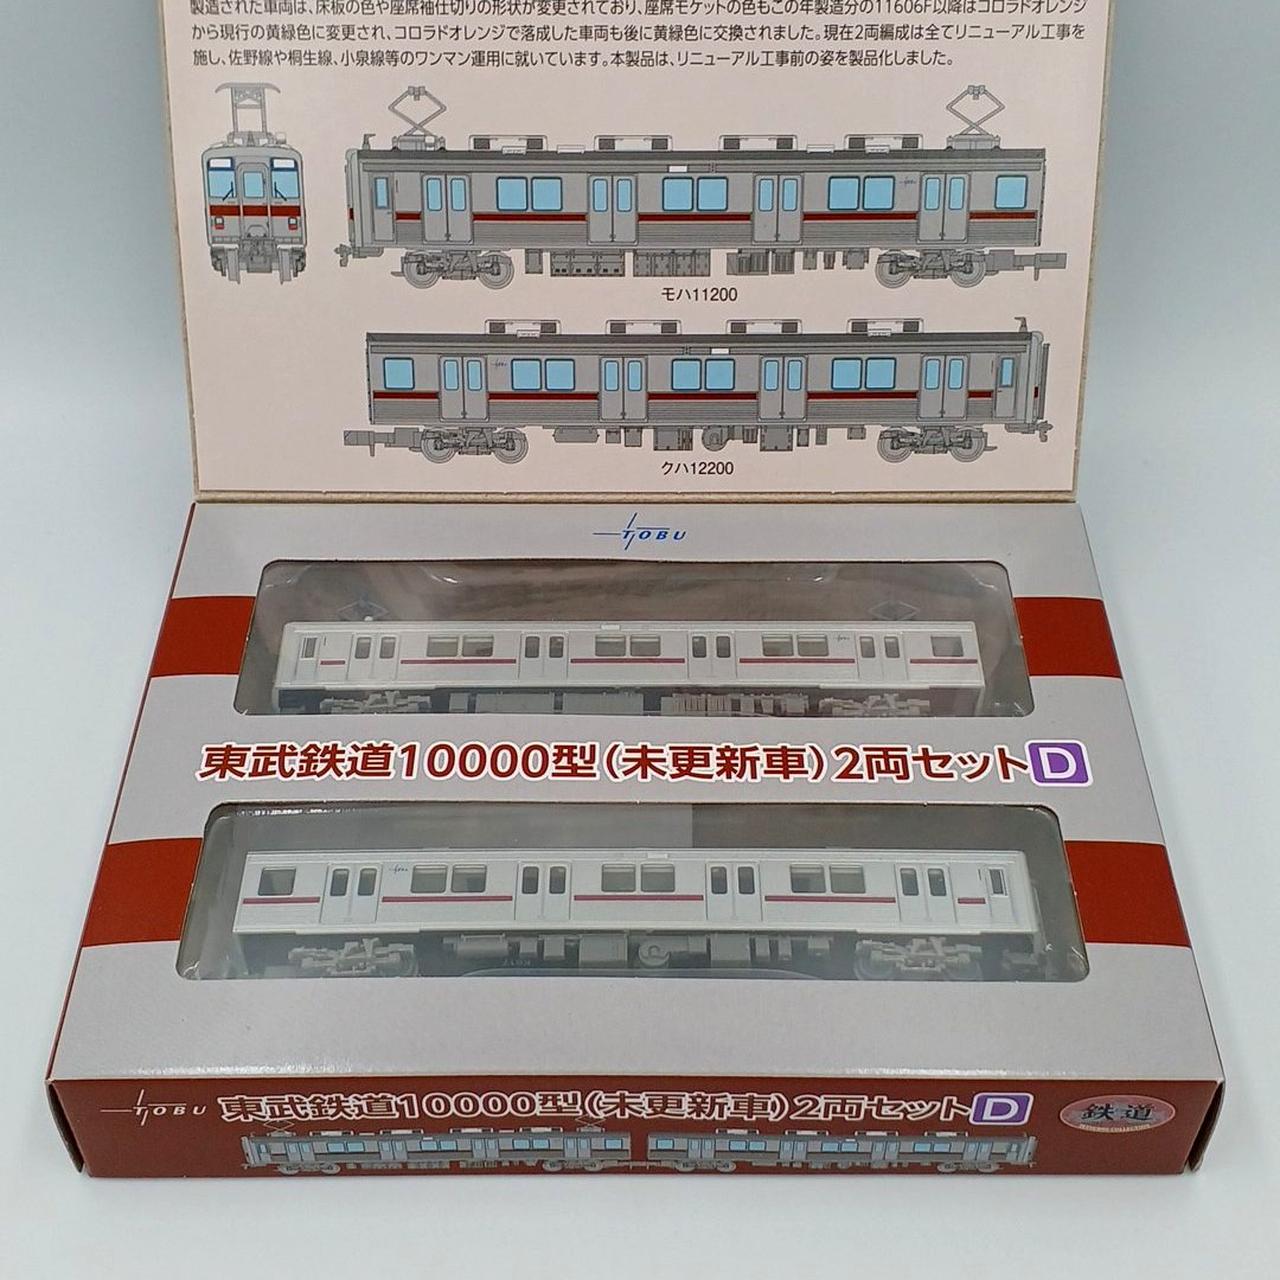 製造された車両は、床板の色や座席袖仕切りの形状が変更されており、座席モケットの色もこの年製造分の11606F以降はコロラドオレンジ
から現行の黄緑色に変更され、コロラドオレンジで落成した車両も後に黄緑色に交換されました。現在2両編成は全てリニューアル工事を
施し、佐野線や桐生線、小泉線等のワンマン運用に就いています。本製品は、リニューアル工事前の姿を製品化しました。
モハ11200
クハ12200
TOBU
東武鉄道10000型(未更新車)2両セットD
TOBU 東武鉄道10000型(未更新車)2両セットD 鉄道